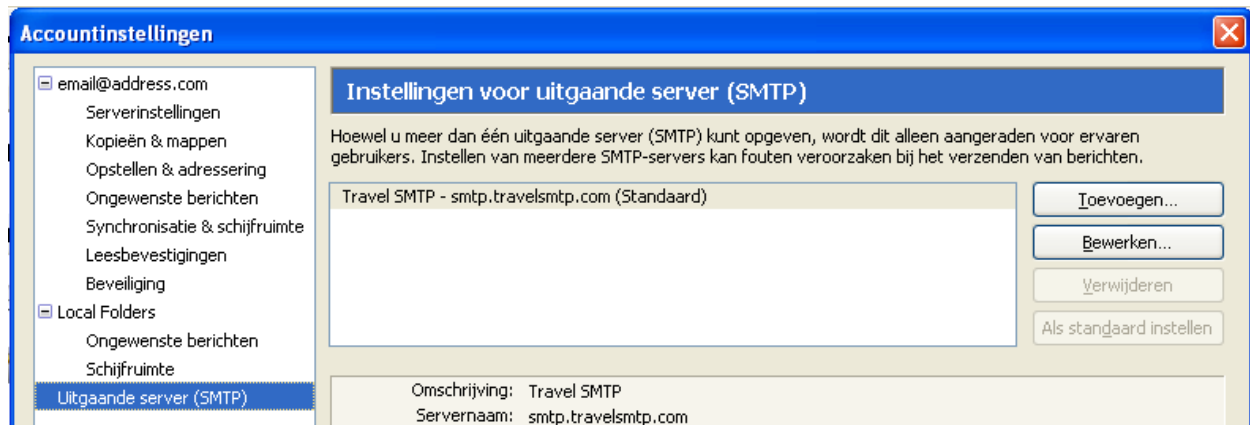 Accountinstellingen
email@address.com
Serverinstellingen
Kopieën & mappen
Opstellen & adressering
Ongewenste berichten
Synchronisatie & schijfruimte
Leesbevestigingen
Beveiliging
Local Folders
Ongewenste berichten
Schijfruimte
Uitgaande server (SMTP)
Instellingen voor uitgaande server (SMTP)
Hoewel u meer dan één uitgaande server (SMTP) kunt opgeven, wordt dit alleen aangeraden voor ervaren
gebruikers. Instellen van meerdere SMTP-servers kan fouten veroorzaken bij het verzenden van berichten.
Travel SMTP - smtp.travelsmtp.com (Standaard)
Toevoegen...
Bewerken...
Verwijderen
Als standaard instellen
Omschrijving: Travel SMTP
Servernaam: smtp.travelsmtp.com